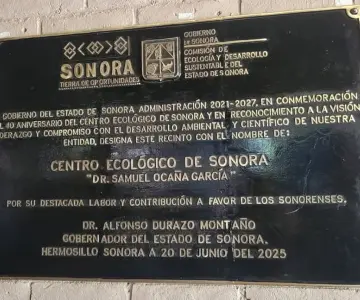 SONORA
TIERRA DE OPORTUNIDADES
GOBIERNO
DE SONORA
COMISIÓN DE
ECOLOGÍA Y DESARROLLO
SUSTENTABLE DEL
ESTADO DE SONORA
GOBIERNO DEL ESTADO DE SONORA ADMINISTRACIÓN 2021-2027, EN CONMEMORACIÓN
40 ANIVERSARIO DEL CENTRO ECOLÓGICO DE SONORA Y EN RECONOCIMIENTO A LA VISIÓN
Y COMPROMISO CON EL DESARROLLO AMBIENTAL Y CIENTÍFICO DE NUESTRA
ENTIDAD, DESIGNA ESTE RECINTO CON EL NOMBRE DE:
CENTRO ECOLÓGICO DE SONORA
"DR. SAMUEL OCAÑA GARCÍA"
POR SU DESTACADA LABOR Y CONTRIBUCIÓN A FAVOR DE LOS SONORENSES.
DR. ALFONSO DURAZO MONTAÑO
GOBERNADOR DEL ESTADO DE SONORA.
HERMOSILLO SONORA A 20 DE JUNIO DEL 2025